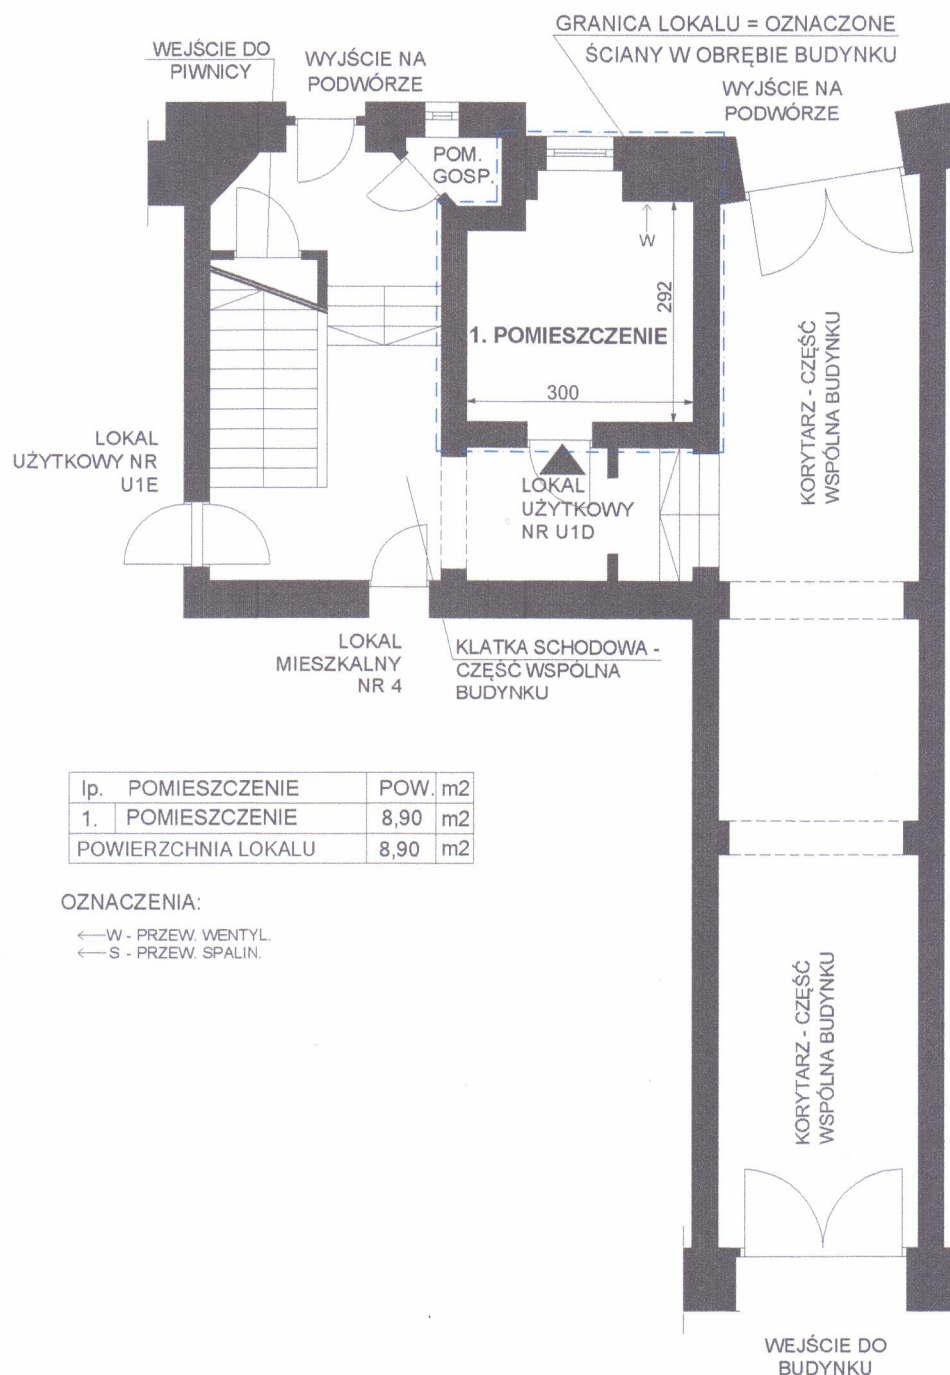 GRANICA LOKALU = OZNACZONE
ŚCIANY W OBRĘBIE BUDYNKU
WEJŚCIE DO
PIWNICY
WYJŚCIE NA
PODWÓRZE
WYJŚCIE NA
PODWÓRZE
POM.
GOSP.
W
292
1. POMIESZCZENIE
300
KORYTARZ - CZĘŚĆ
WSPÓLNA BUDYNKU
LOKAL
UŻYTKOWY NR
U1E
LOKAL
UŻYTKOWY
NR U1D
LOKAL
MIESZKALNY
NR 4
KLATKA SCHODOWA -
CZĘŚĆ WSPÓLNA
BUDYNKU
lp. POMIESZCZENIE POW. m2
1. POMIESZCZENIE 8,90 m2
POWIERZCHNIA LOKALU 8,90 m2
OZNACZENIA:
←W - PRZEW. WENTYL.
←S - PRZEW. SPALIN.
KORYTARZ - CZĘŚĆ
WSPÓLNA BUDYNKU
WEJŚCIE DO
BUDYNKU